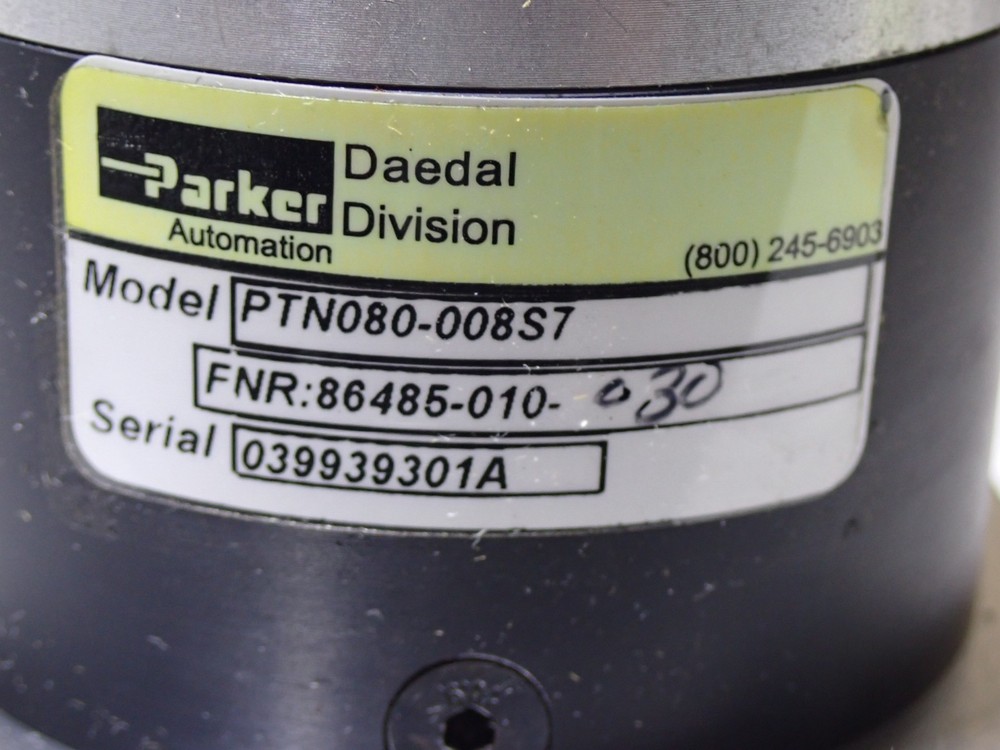 Parker
Automation
Daedal
Division
(800) 245-6903
Model PTN080-008S7
FNR:86485-010- 030
Serial 039939301A